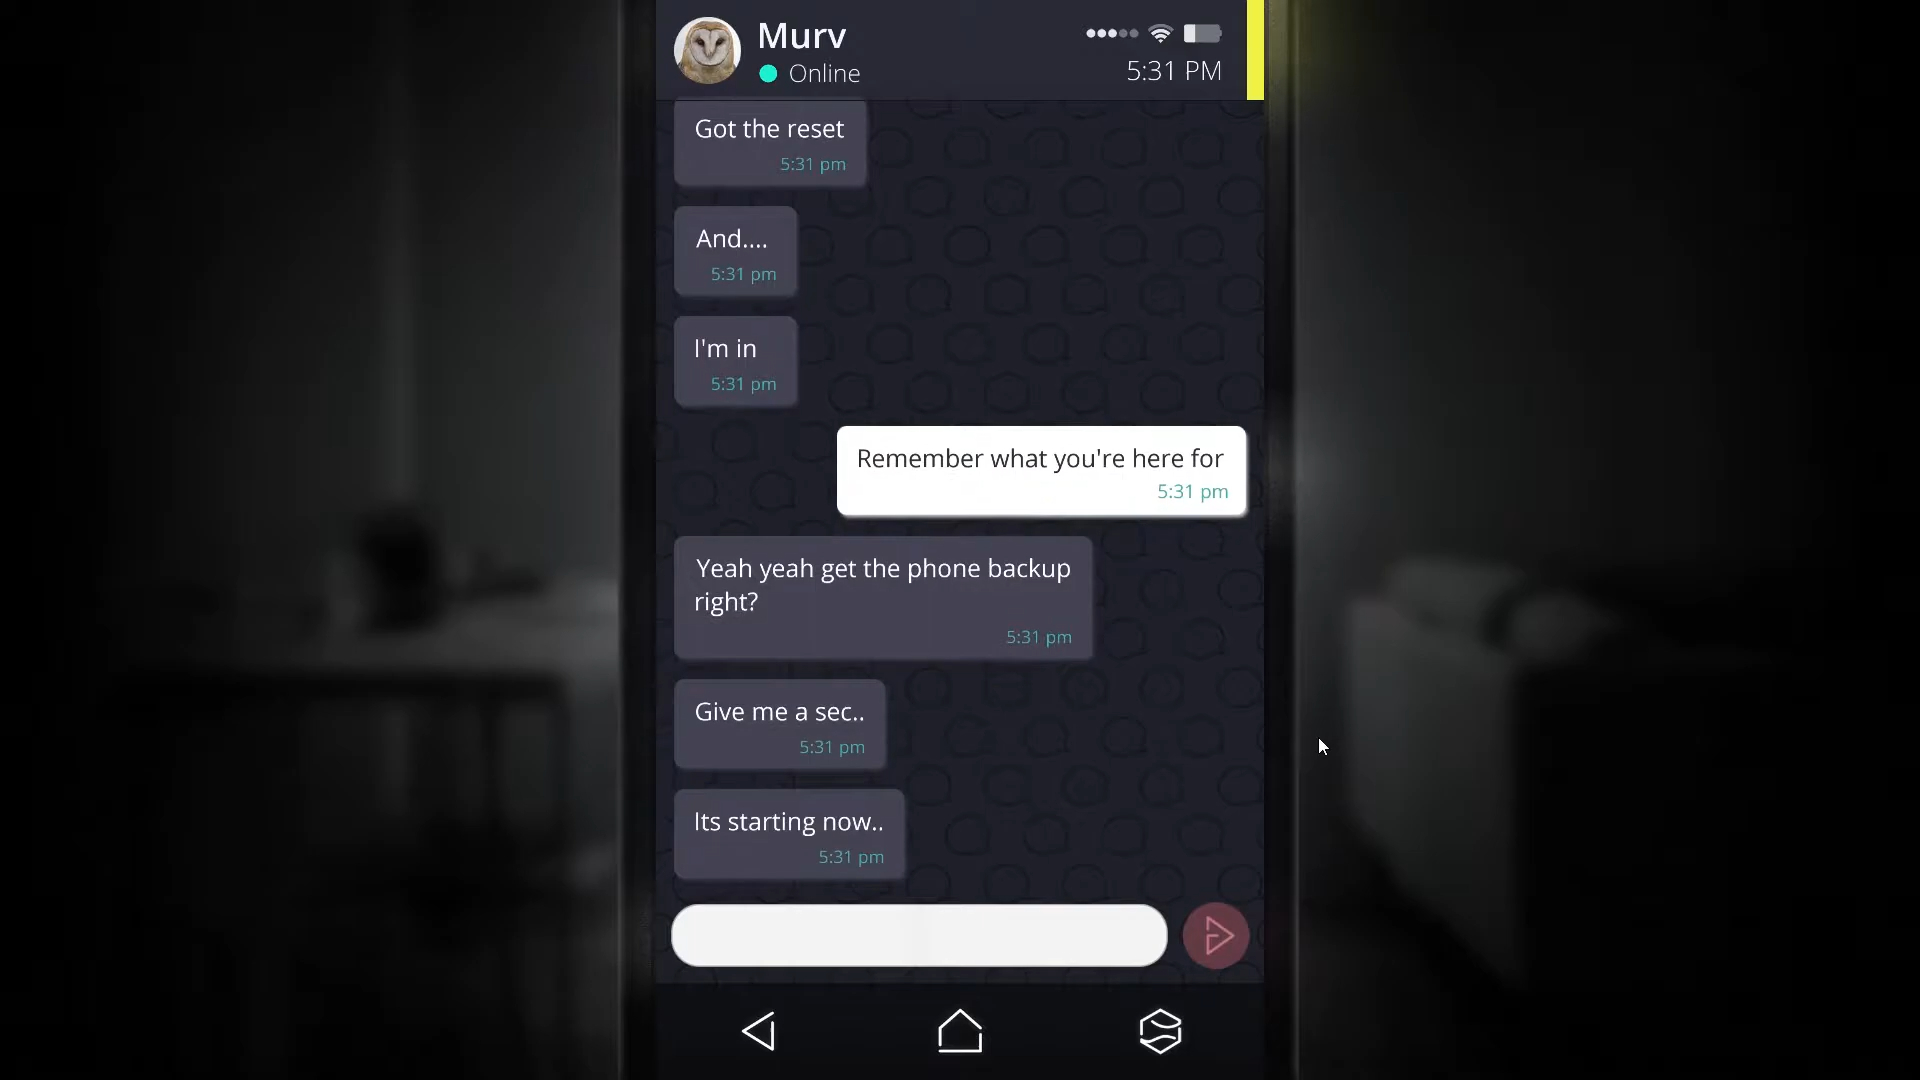 Murv
Online
5:31 PM
Got the reset
5:31 pm
And....
5:31 pm
I'm in
5:31 pm
Remember what you're here for
5:31 pm
Yeah yeah get the phone backup
right?
5:31 pm
Give me a sec..
5:31 pm
Its starting now..
5:31 pm